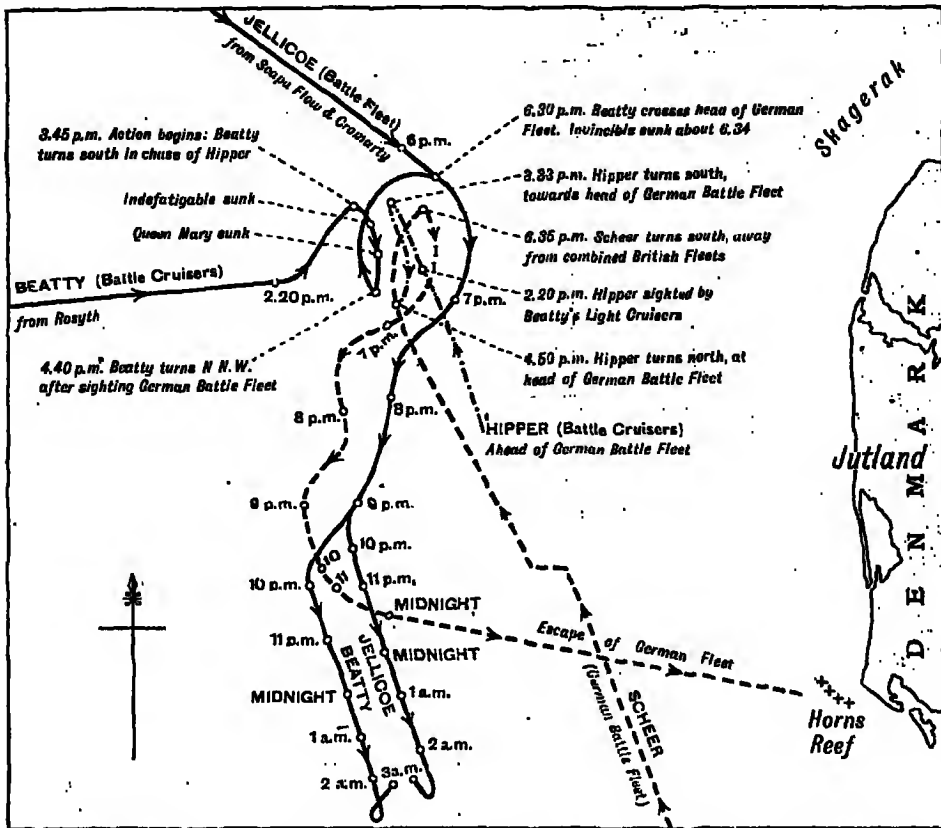 JELLICOE (Battle Fleet)
from Scapa Flow & Cromarty
Skagerak
6 p.m.
6.30 p.m. Beatty crosses head of German
Fleet. Invincible sunk about 6.34
3.45 p.m. Action begins: Beatty
turns south in chase of Hipper
3.33 p.m. Hipper turns south,
towards head of German Battle Fleet
Indefatigable sunk
Queen Mary sunk
6.35 p.m. Scheer turns south, away
from combined British Fleets
BEATTY (Battle Cruisers)
from Rosyth
2.20 p.m.
7 p.m.
2.20 p.m. Hipper sighted by
Beatty's Light Cruisers
7 p.m.
4.40 p.m. Beatty turns N N.W.
after sighting German Battle Fleet
4.50 p.m. Hipper turns north, at
head of German Battle Fleet
8 p.m.
8 p.m.
HIPPER (Battle Cruisers)
Ahead of German Battle Fleet
Jutland
DENMARK
9 p.m.
9 p.m.
10
10 p.m.
10 p.m.
11
11 p.m.
MIDNIGHT
Escape of German Fleet
11 p.m.
JELLICOE
BEATTY
MIDNIGHT
MIDNIGHT
1 a.m.
SCHEER
(German Battle Fleet)
Horns
Reef
1 a.m.
2 a.m.
3 a.m.
2 a.m.